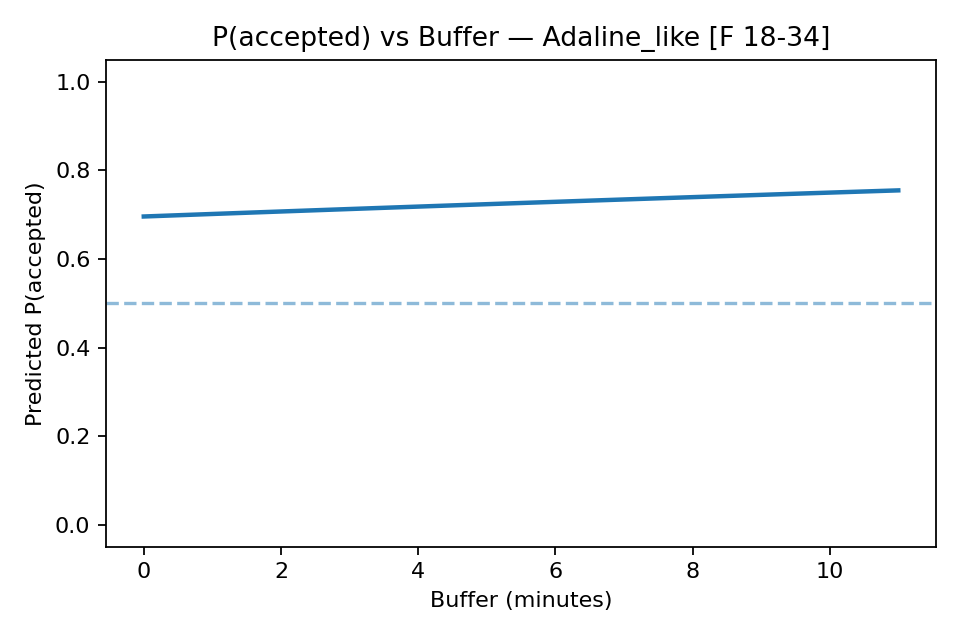 P(accepted) vs Buffer — Adaline_like [F 18-34]
Predicted P(accepted)
1.0
0.8
0.6
0.4
0.2
0.0
0 2 4 6 8 10
Buffer (minutes)